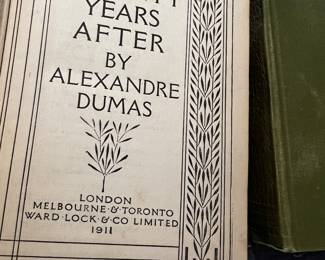 YEARS
AFTER
BY
ALEXANDRE
DUMAS
LONDON
MELBOURNE & TORONTO
WARD · LOCK · & CO LIMITED
1911